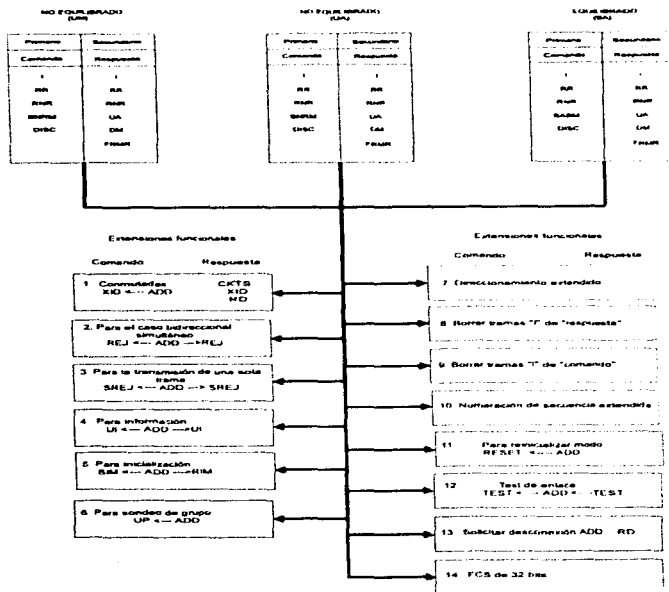 NO EQUILIBRADO
(UN)
Primario Secundario
Comando Respuesta
I I
RR RR
RNR RNR
SNRM UA
DISC DM
FRMR
NO EQUILIBRADO
(UA)
Primario Secundario
Comando Respuesta
I I
RR RR
RNR RNR
SNRM UA
DISC DM
FRMR
EQUILIBRADO
(BA)
Primario Secundario
Comando Respuesta
I I
RR RR
RNR RNR
SABM UA
DISC DM
FRMR
Extensiones funcionales
Comando Respuesta
1 Conmutadas CKTS
XID <--- ADD XID
RD
2. Para el caso bidireccional
simultáneo
REJ <--- ADD --->REJ
3 Para la transmisión de una sola
trama
SREJ <--- ADD ---> SREJ
4 Para información
UI <--- ADD --->UI
5 Para inicialización
SIM <--- ADD --->RIM
6 Para sondeo de grupo
UP <--- ADD
Extensiones funcionales
Comando Respuesta
7 Direccionamiento extendido
8 Borrar tramas "I" de "respuesta"
9 Borrar tramas "I" de "comando"
10 Numeración de secuencia extendida
11 Para reinicializar modo
RESET <--- ADD
12 Test de enlace
TEST <--- ADD <---TEST
13 Solicitar desconexión ADD RD
14 FCS de 32 bits